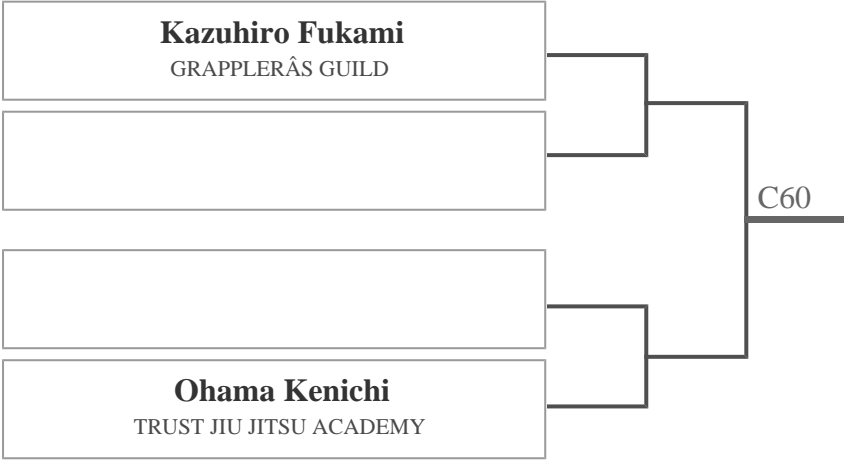 Kazuhiro Fukami
GRAPPLERÂS GUILD
C60
Ohama Kenichi
TRUST JIU JITSU ACADEMY